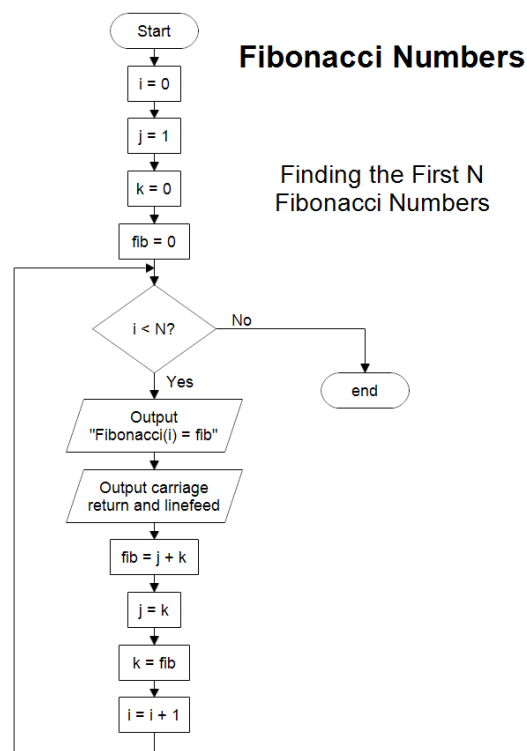 Start
Fibonacci Numbers
i = 0
j = 1
k = 0
Finding the First N
Fibonacci Numbers
fib = 0
i < N?
No
Yes
end
Output
"Fibonacci(i) = fib"
Output carriage
return and linefeed
fib = j + k
j = k
k = fib
i = i + 1